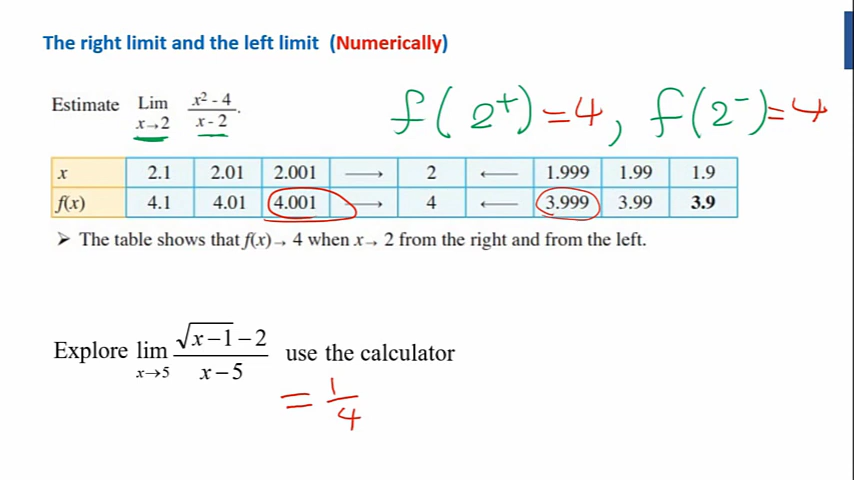 The right limit and the left limit (Numerically)
Estimate Lim x→2 x² - 4 / x - 2.
f(2⁺) = 4, f(2⁻) = 4
x 2.1 2.01 2.001 → 2 ← 1.999 1.99 1.9
f(x) 4.1 4.01 4.001 → 4 ← 3.999 3.99 3.9
➢ The table shows that f(x) → 4 when x → 2 from the right and from the left.
Explore lim x→5 √x−1 − 2 / x − 5 use the calculator
= 1/4